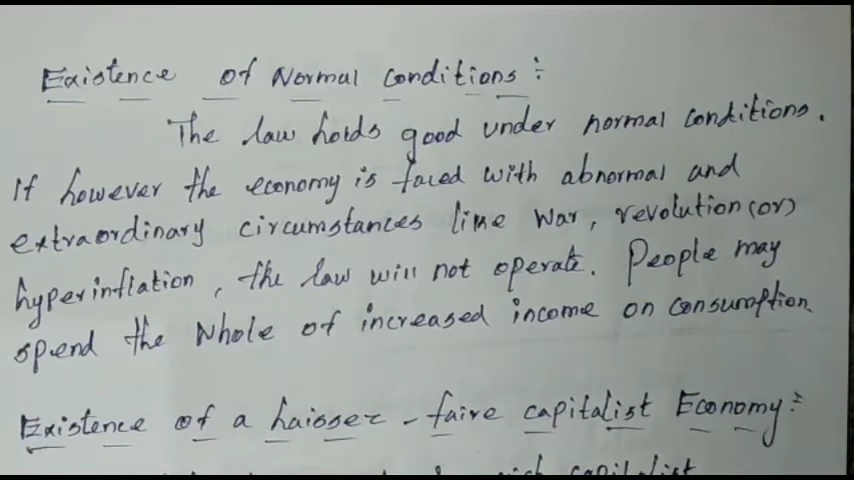 Existence of Normal Conditions :-
The law holds good under normal conditions.
If however the economy is faced with abnormal and
extraordinary circumstances like war, revolution (or)
hyperinflation, the law will not operate. People may
spend the whole of increased income on consumption.
Existence of a laissez-faire capitalist Economy :-
capitalist